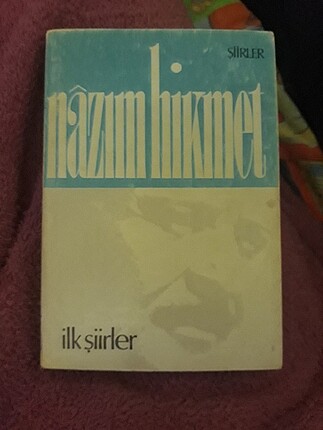 ŞİİRLER
nâzım hikmet
ilk şiirler